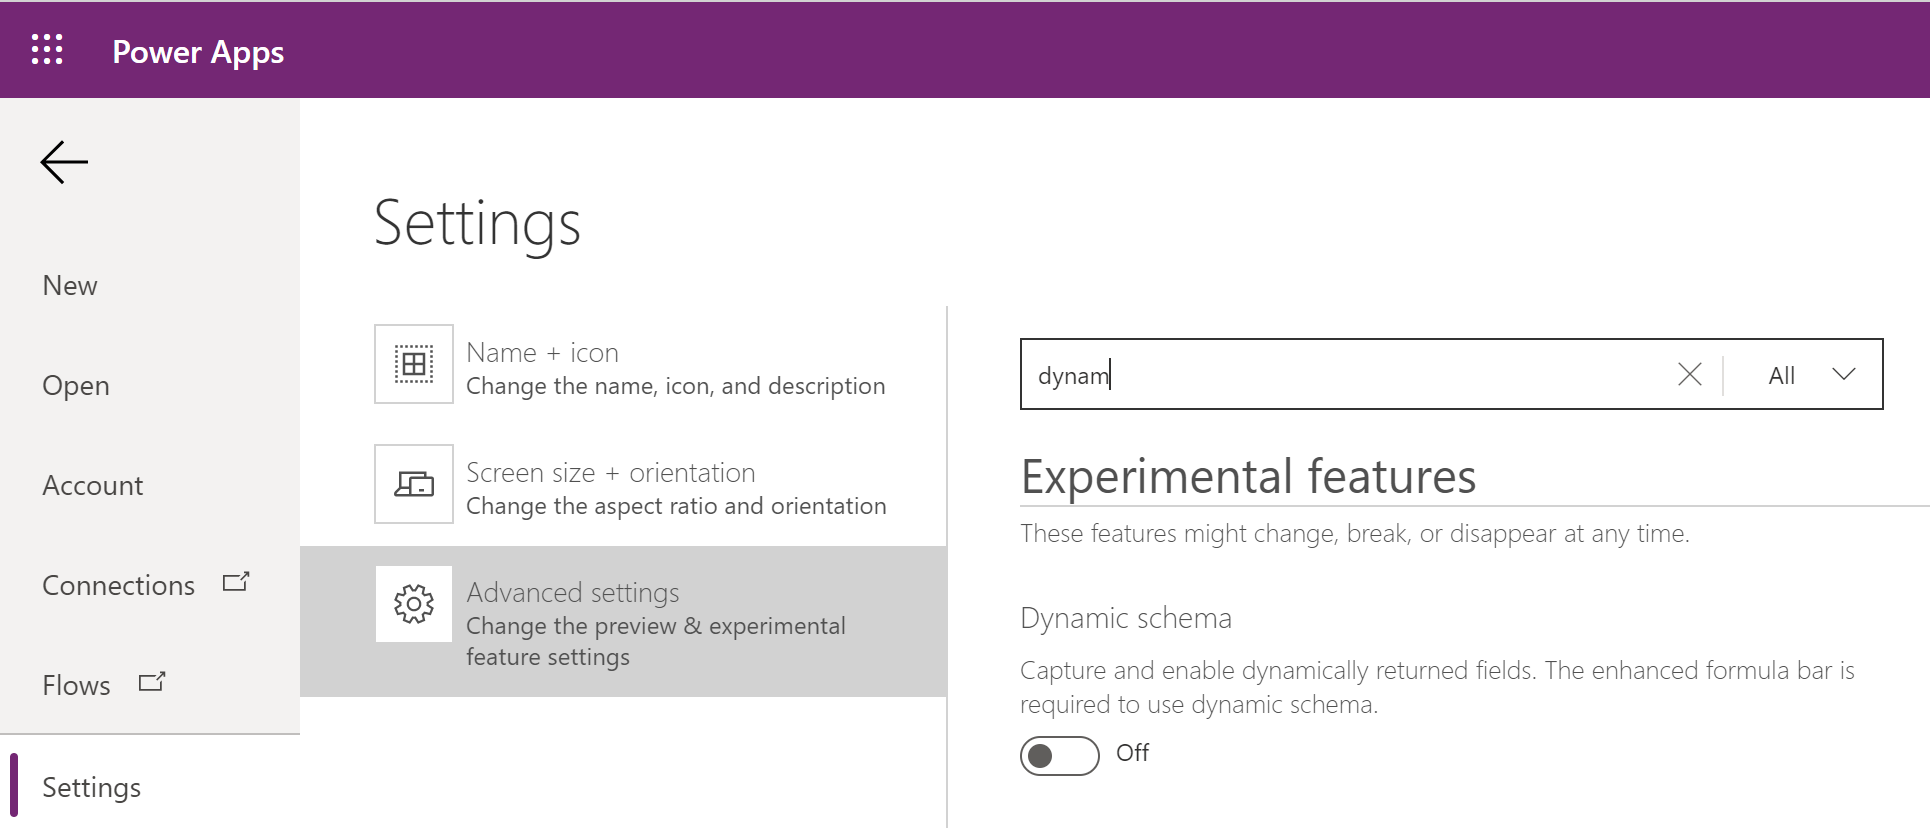 Power Apps
New
Open
Account
Connections
Flows
Settings
Settings
Name + icon
Change the name, icon, and description
Screen size + orientation
Change the aspect ratio and orientation
Advanced settings
Change the preview & experimental
feature settings
dynam
All
Experimental features
These features might change, break, or disappear at any time.
Dynamic schema
Capture and enable dynamically returned fields. The enhanced formula bar is
required to use dynamic schema.
Off